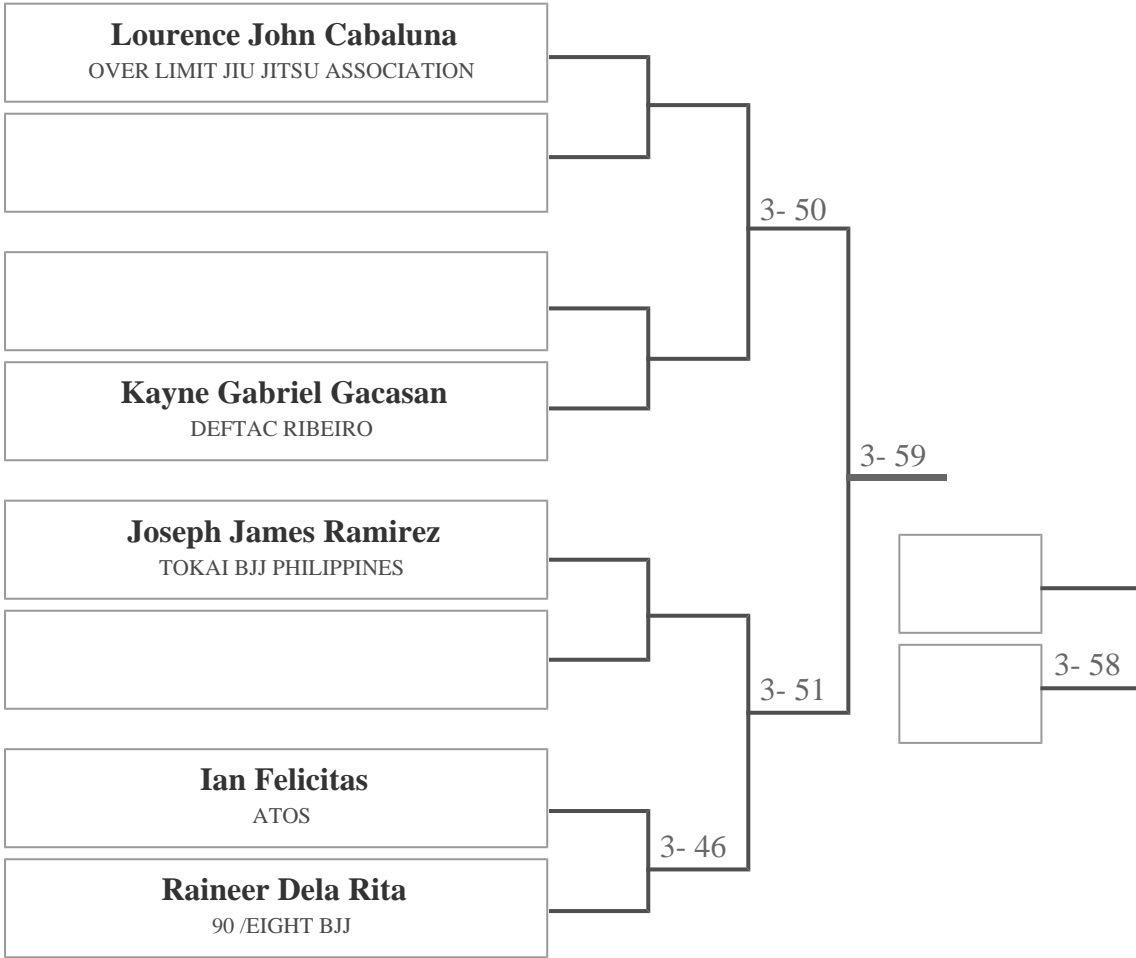 Lourence John Cabaluna
OVER LIMIT JIU JITSU ASSOCIATION
3- 50
Kayne Gabriel Gacasan
DEFTAC RIBEIRO
3- 59
Joseph James Ramirez
TOKAI BJJ PHILIPPINES
3- 58
3- 51
Ian Felicitas
ATOS
3- 46
Raineer Dela Rita
90 /EIGHT BJJ